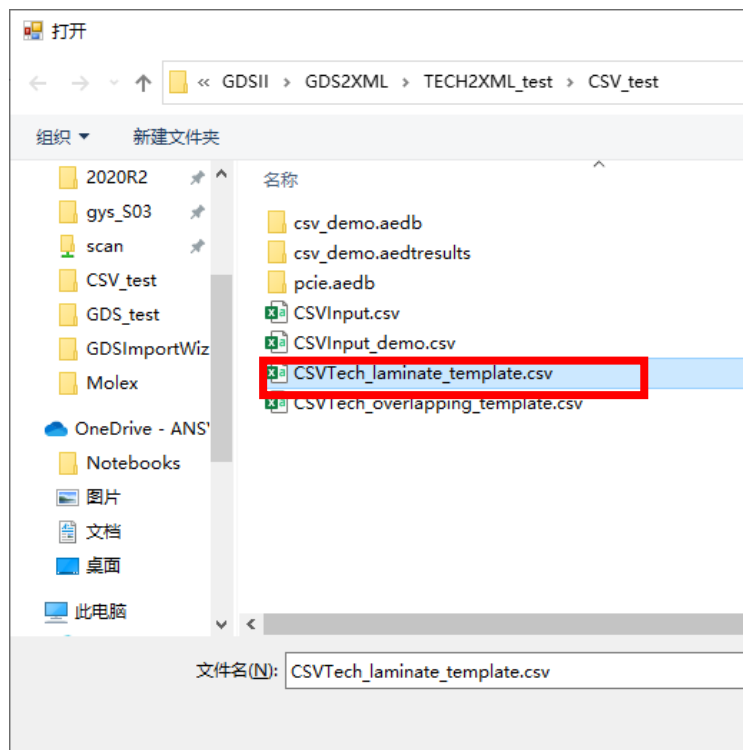 打开
« GDSII > GDS2XML > TECH2XML_test > CSV_test
组织 新建文件夹
2020R2
gys_S03
scan
CSV_test
GDS_test
GDSImportWiz
Molex
OneDrive - ANS'
Notebooks
图片
文档
桌面
此电脑
名称
csv_demo.aedb
csv_demo.aedtresults
pcie.aedb
CSVInput.csv
CSVInput_demo.csv
CSVTech_laminate_template.csv
CSVTech_overlapping_template.csv
文件名(N): CSVTech_laminate_template.csv